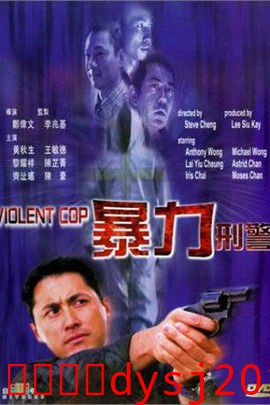 導演 監製
鄭偉文 李兆基
主演
黃秋生 王敏德
黎耀祥 陳芷菁
齊沚瑤 陳豪
directed by produced by
Steve Cheng Lee Siu Kay
starring
Anthony Wong Michael Wong
Lai Yiu Cheung Astrid Chan
Iris Chai Moses Chan
VIOLENT COP 暴力刑警
DVD
dysj20